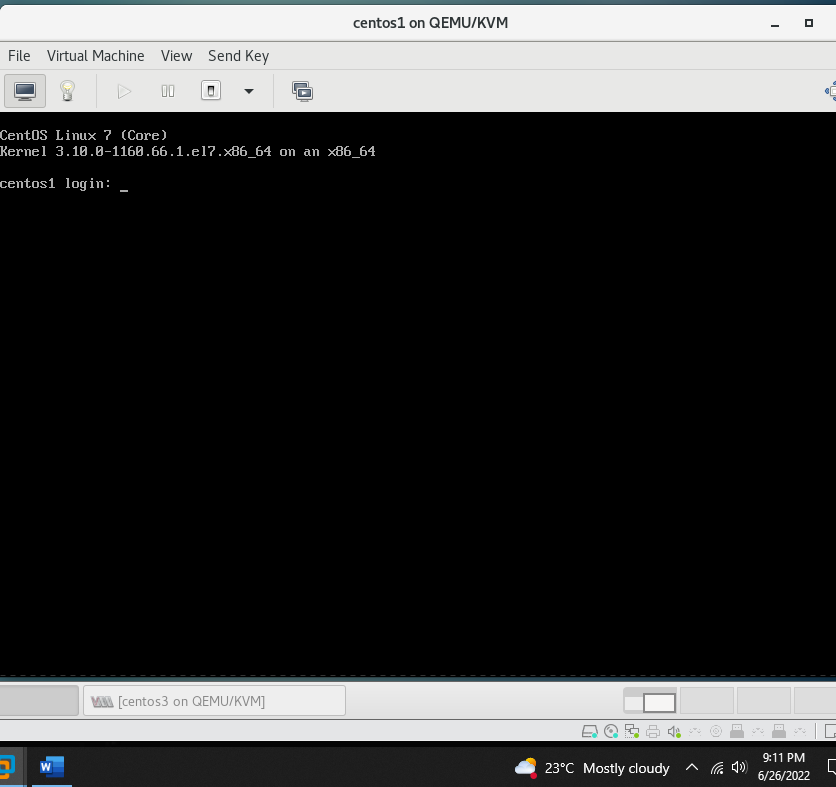 centos1 on QEMU/KVM
File Virtual Machine View Send Key
CentOS Linux 7 (Core)
Kernel 3.10.0-1160.66.1.el7.x86_64 on an x86_64
centos1 login: _
[centos3 on QEMU/KVM]
W
23°C Mostly cloudy
9:11 PM
6/26/2022